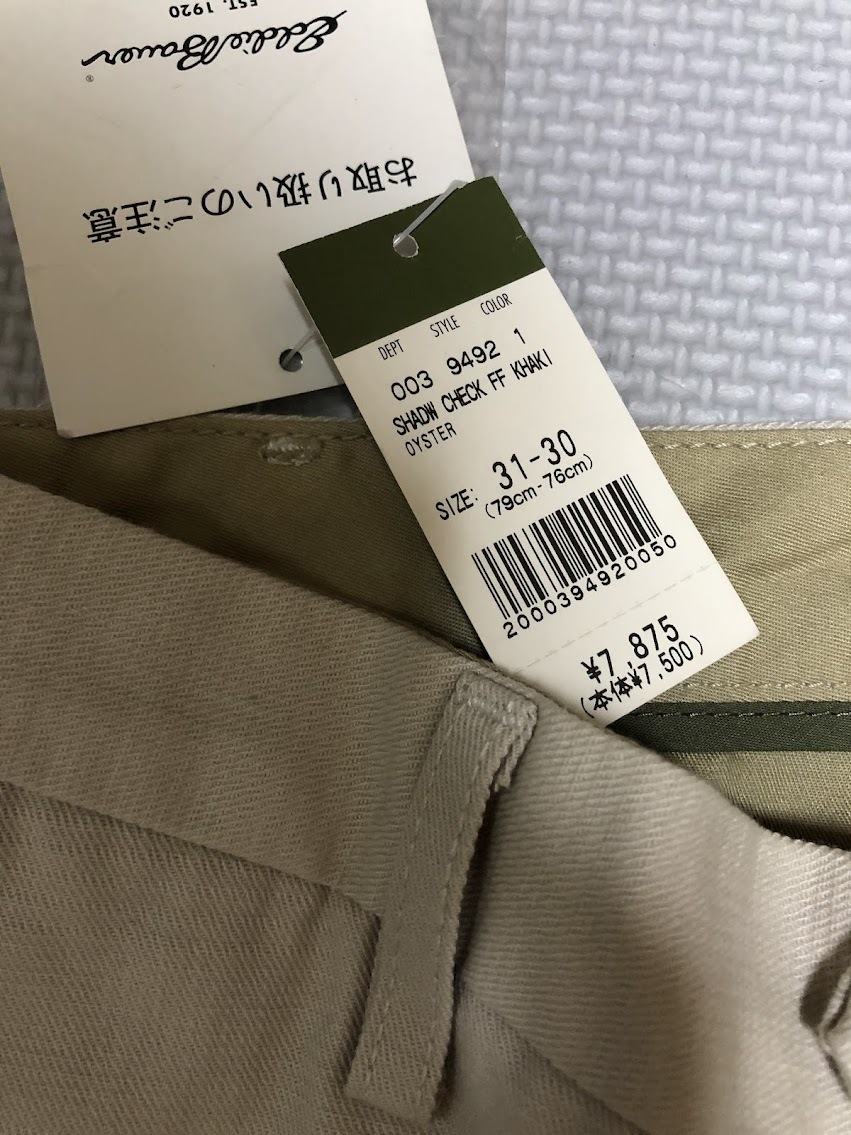 Eddie Bauer®
EST. 1920
お取り扱いのご注意
DEPT STYLE COLOR
003 9492 1
SHADW CHECK FF KHAKI
OYSTER
SIZE: 31-30
(79cm-76cm)
2000394920050
¥7,875
(本体¥7,500)